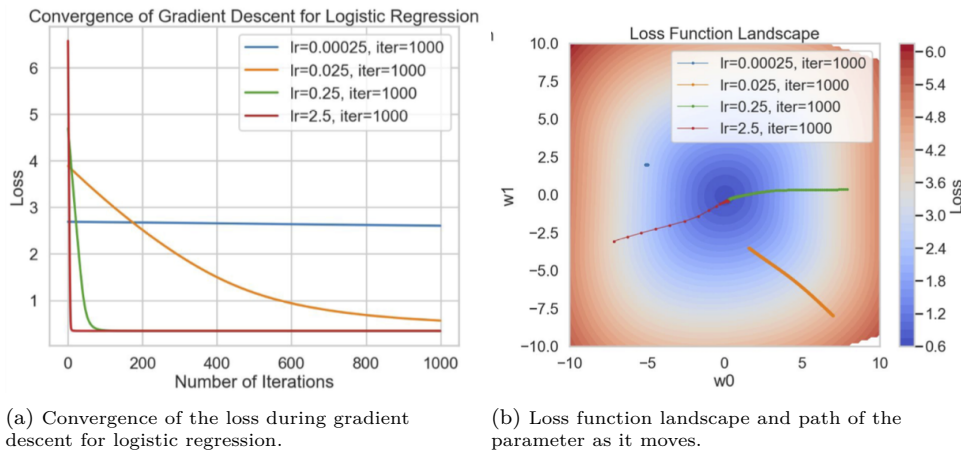 Convergence of Gradient Descent for Logistic Regression
lr=0.00025, iter=1000
lr=0.025, iter=1000
lr=0.25, iter=1000
lr=2.5, iter=1000
Loss
6
5
4
3
2
1
0
200
400
600
800
1000
Number of Iterations
n
Loss Function Landscape
lr=0.00025, iter=1000
lr=0.025, iter=1000
lr=0.25, iter=1000
lr=2.5, iter=1000
w1
10.0
7.5
5.0
2.5
0.0
−2.5
−5.0
−7.5
−10.0
−10
−5
0
5
10
w0
6.0
5.4
4.8
4.2
3.6
3.0
2.4
1.8
1.2
0.6
Loss
(a) Convergence of the loss during gradient
descent for logistic regression.
(b) Loss function landscape and path of the
parameter as it moves.